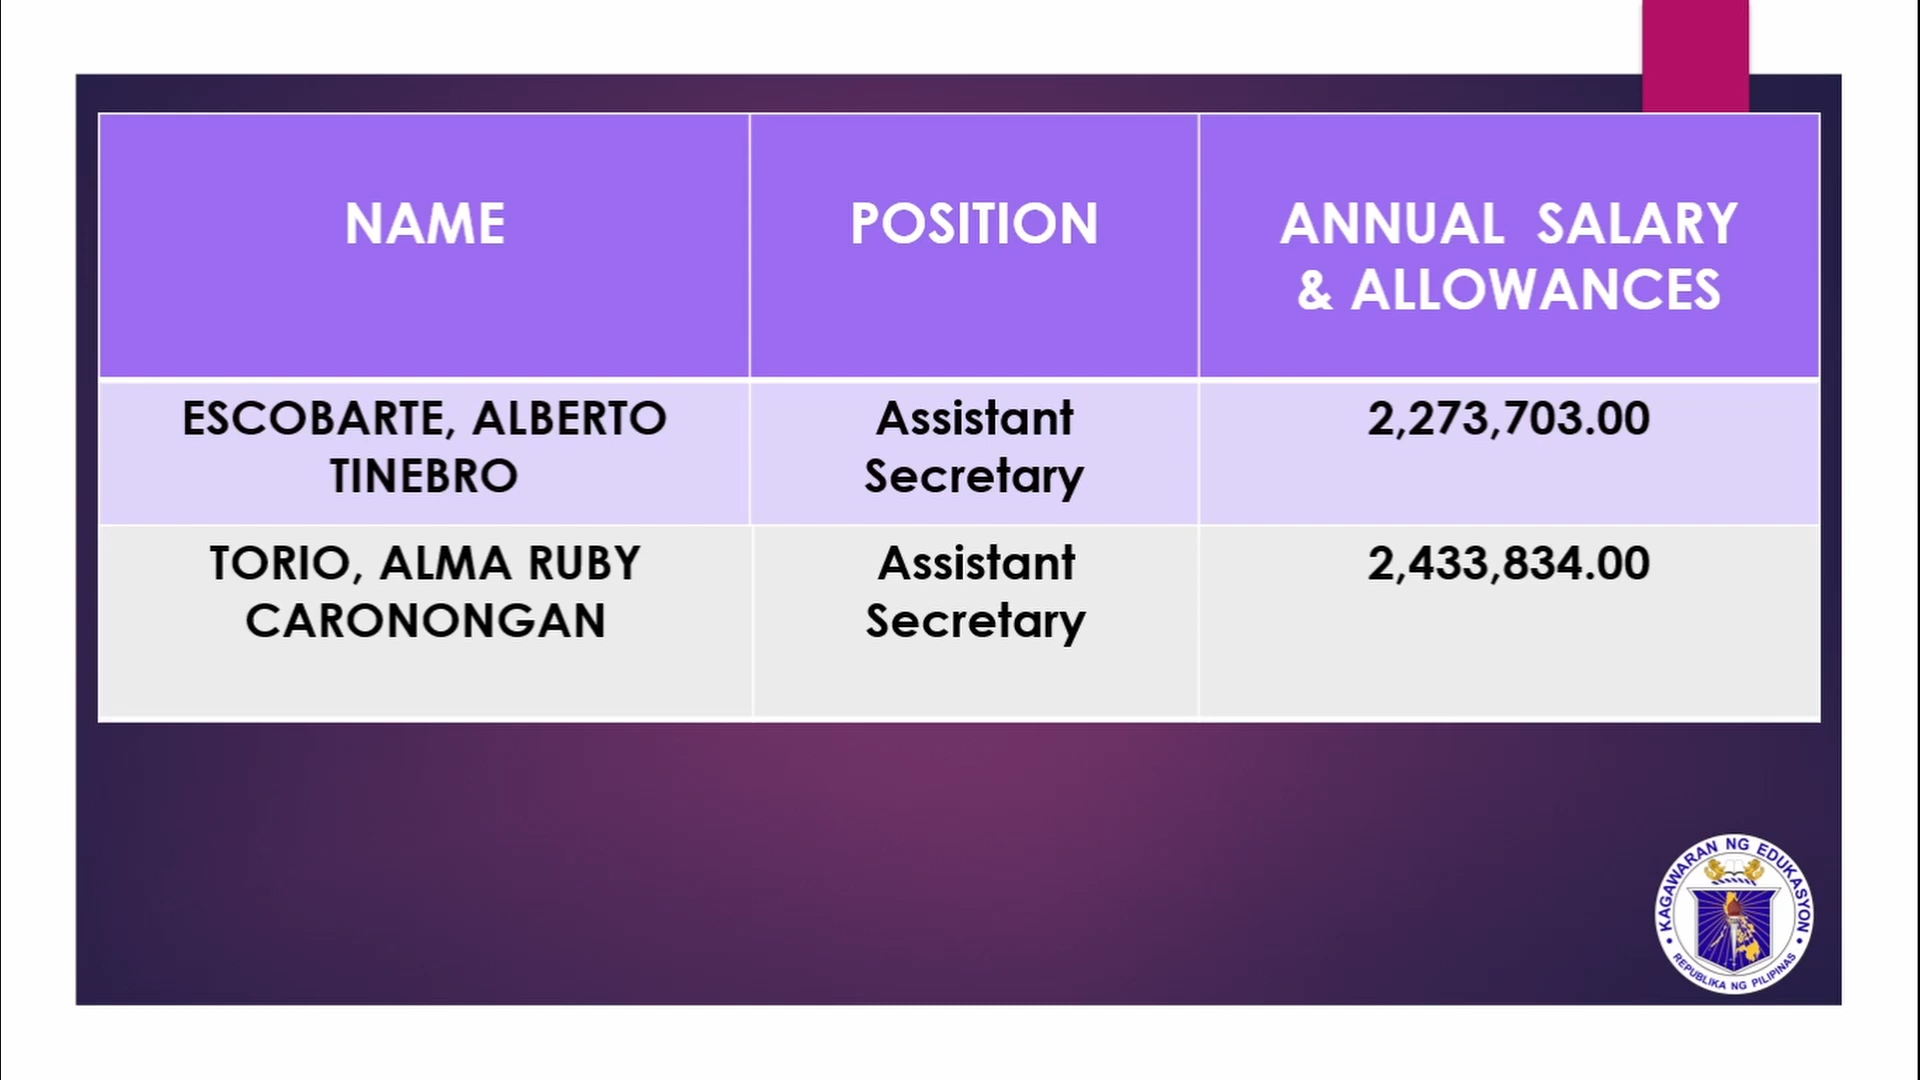 NAME
POSITION
ANNUAL SALARY
& ALLOWANCES
ESCOBARTE, ALBERTO
TINEBRO
Assistant
Secretary
2,273,703.00
TORIO, ALMA RUBY
CARONONGAN
Assistant
Secretary
2,433,834.00
KAGAWARAN NG EDUKASYON
REPUBLIKA NG PILIPINAS